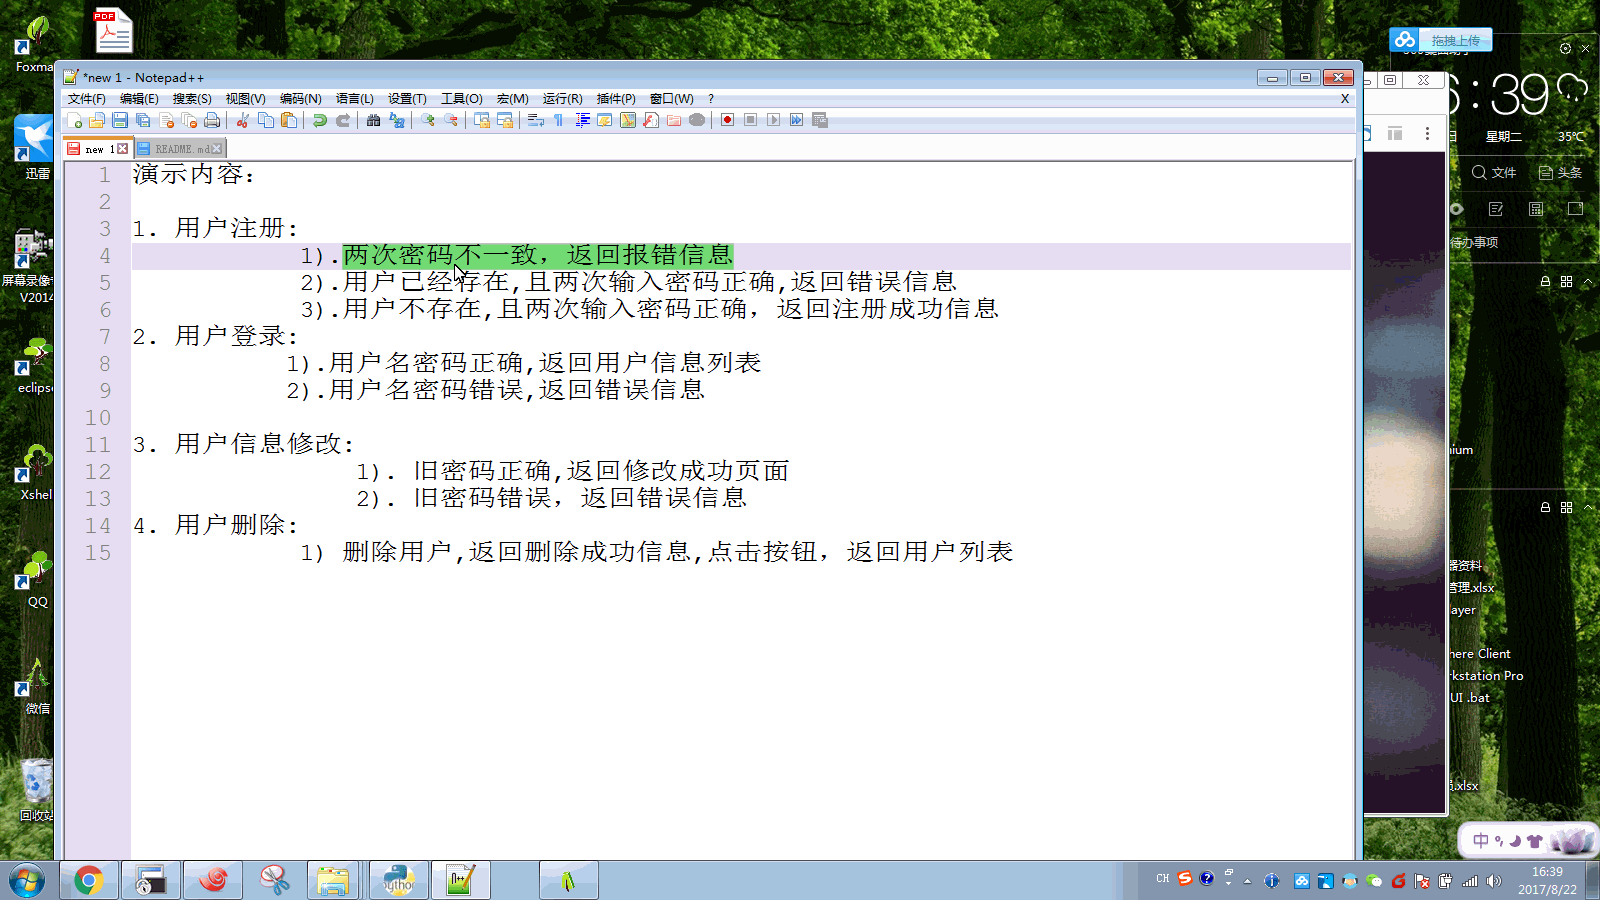 Foxma
PDF
迅雷
屏幕录像
V2014
eclipse
Xshel
QQ
微信
回收站
*new 1 - Notepad++
文件(F) 编辑(E) 搜索(S) 视图(V) 编码(N) 语言(L) 设置(T) 工具(O) 宏(M) 运行(R) 插件(P) 窗口(W) ? X
new 1 README.md
1 演示内容:
2
3 1. 用户注册:
4 1).两次密码不一致，返回报错信息
5 2).用户已经存在,且两次输入密码正确,返回错误信息
6 3).用户不存在,且两次输入密码正确，返回注册成功信息
7 2. 用户登录:
8 1).用户名密码正确,返回用户信息列表
9 2).用户名密码错误,返回错误信息
10
11 3. 用户信息修改:
12 1). 旧密码正确,返回修改成功页面
13 2). 旧密码错误，返回错误信息
14 4. 用户删除:
15 1) 删除用户,返回删除成功信息,点击按钮，返回用户列表
拖拽上传
:39
星期二 35℃
文件 头条
待办事项
nium
器资料
管理.xlsx
ayer
here Client
rkstation Pro
UI .bat
.xlsx
中
python
CH
16:39
2017/8/22